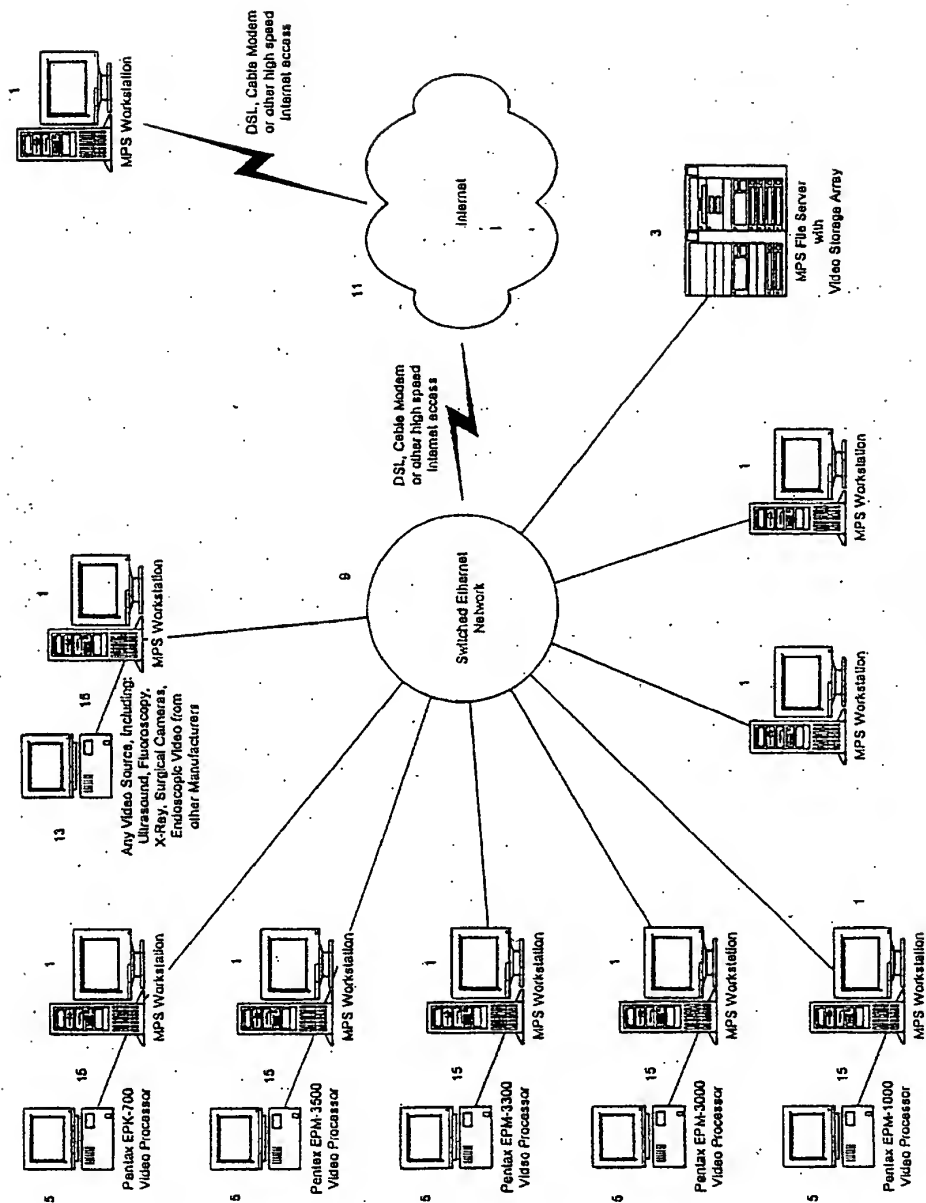 1
MPS Workstation
DSL, Cable Modem
or other high speed
Internet access
11
Internet
DSL, Cable Modem
or other high speed
Internet access
3
MPS File Server
with
Video Storage Array
9
Switched Ethernet
Network
1
MPS Workstation
15
13
Any Video Source, Including:
Ultrasound, Fluoroscopy,
X-Ray, Surgical Cameras,
Endoscopic Video from
other Manufacturers
1
MPS Workstation
1
MPS Workstation
5
Pentax EPK-700
Video Processor
15
1
MPS Workstation
5
Pentax EPM-3500
Video Processor
15
1
MPS Workstation
5
Pentax EPM-3300
Video Processor
15
1
MPS Workstation
5
Pentax EPM-3000
Video Processor
15
1
MPS Workstation
5
Pentax EPM-1000
Video Processor
15
1
MPS Workstation